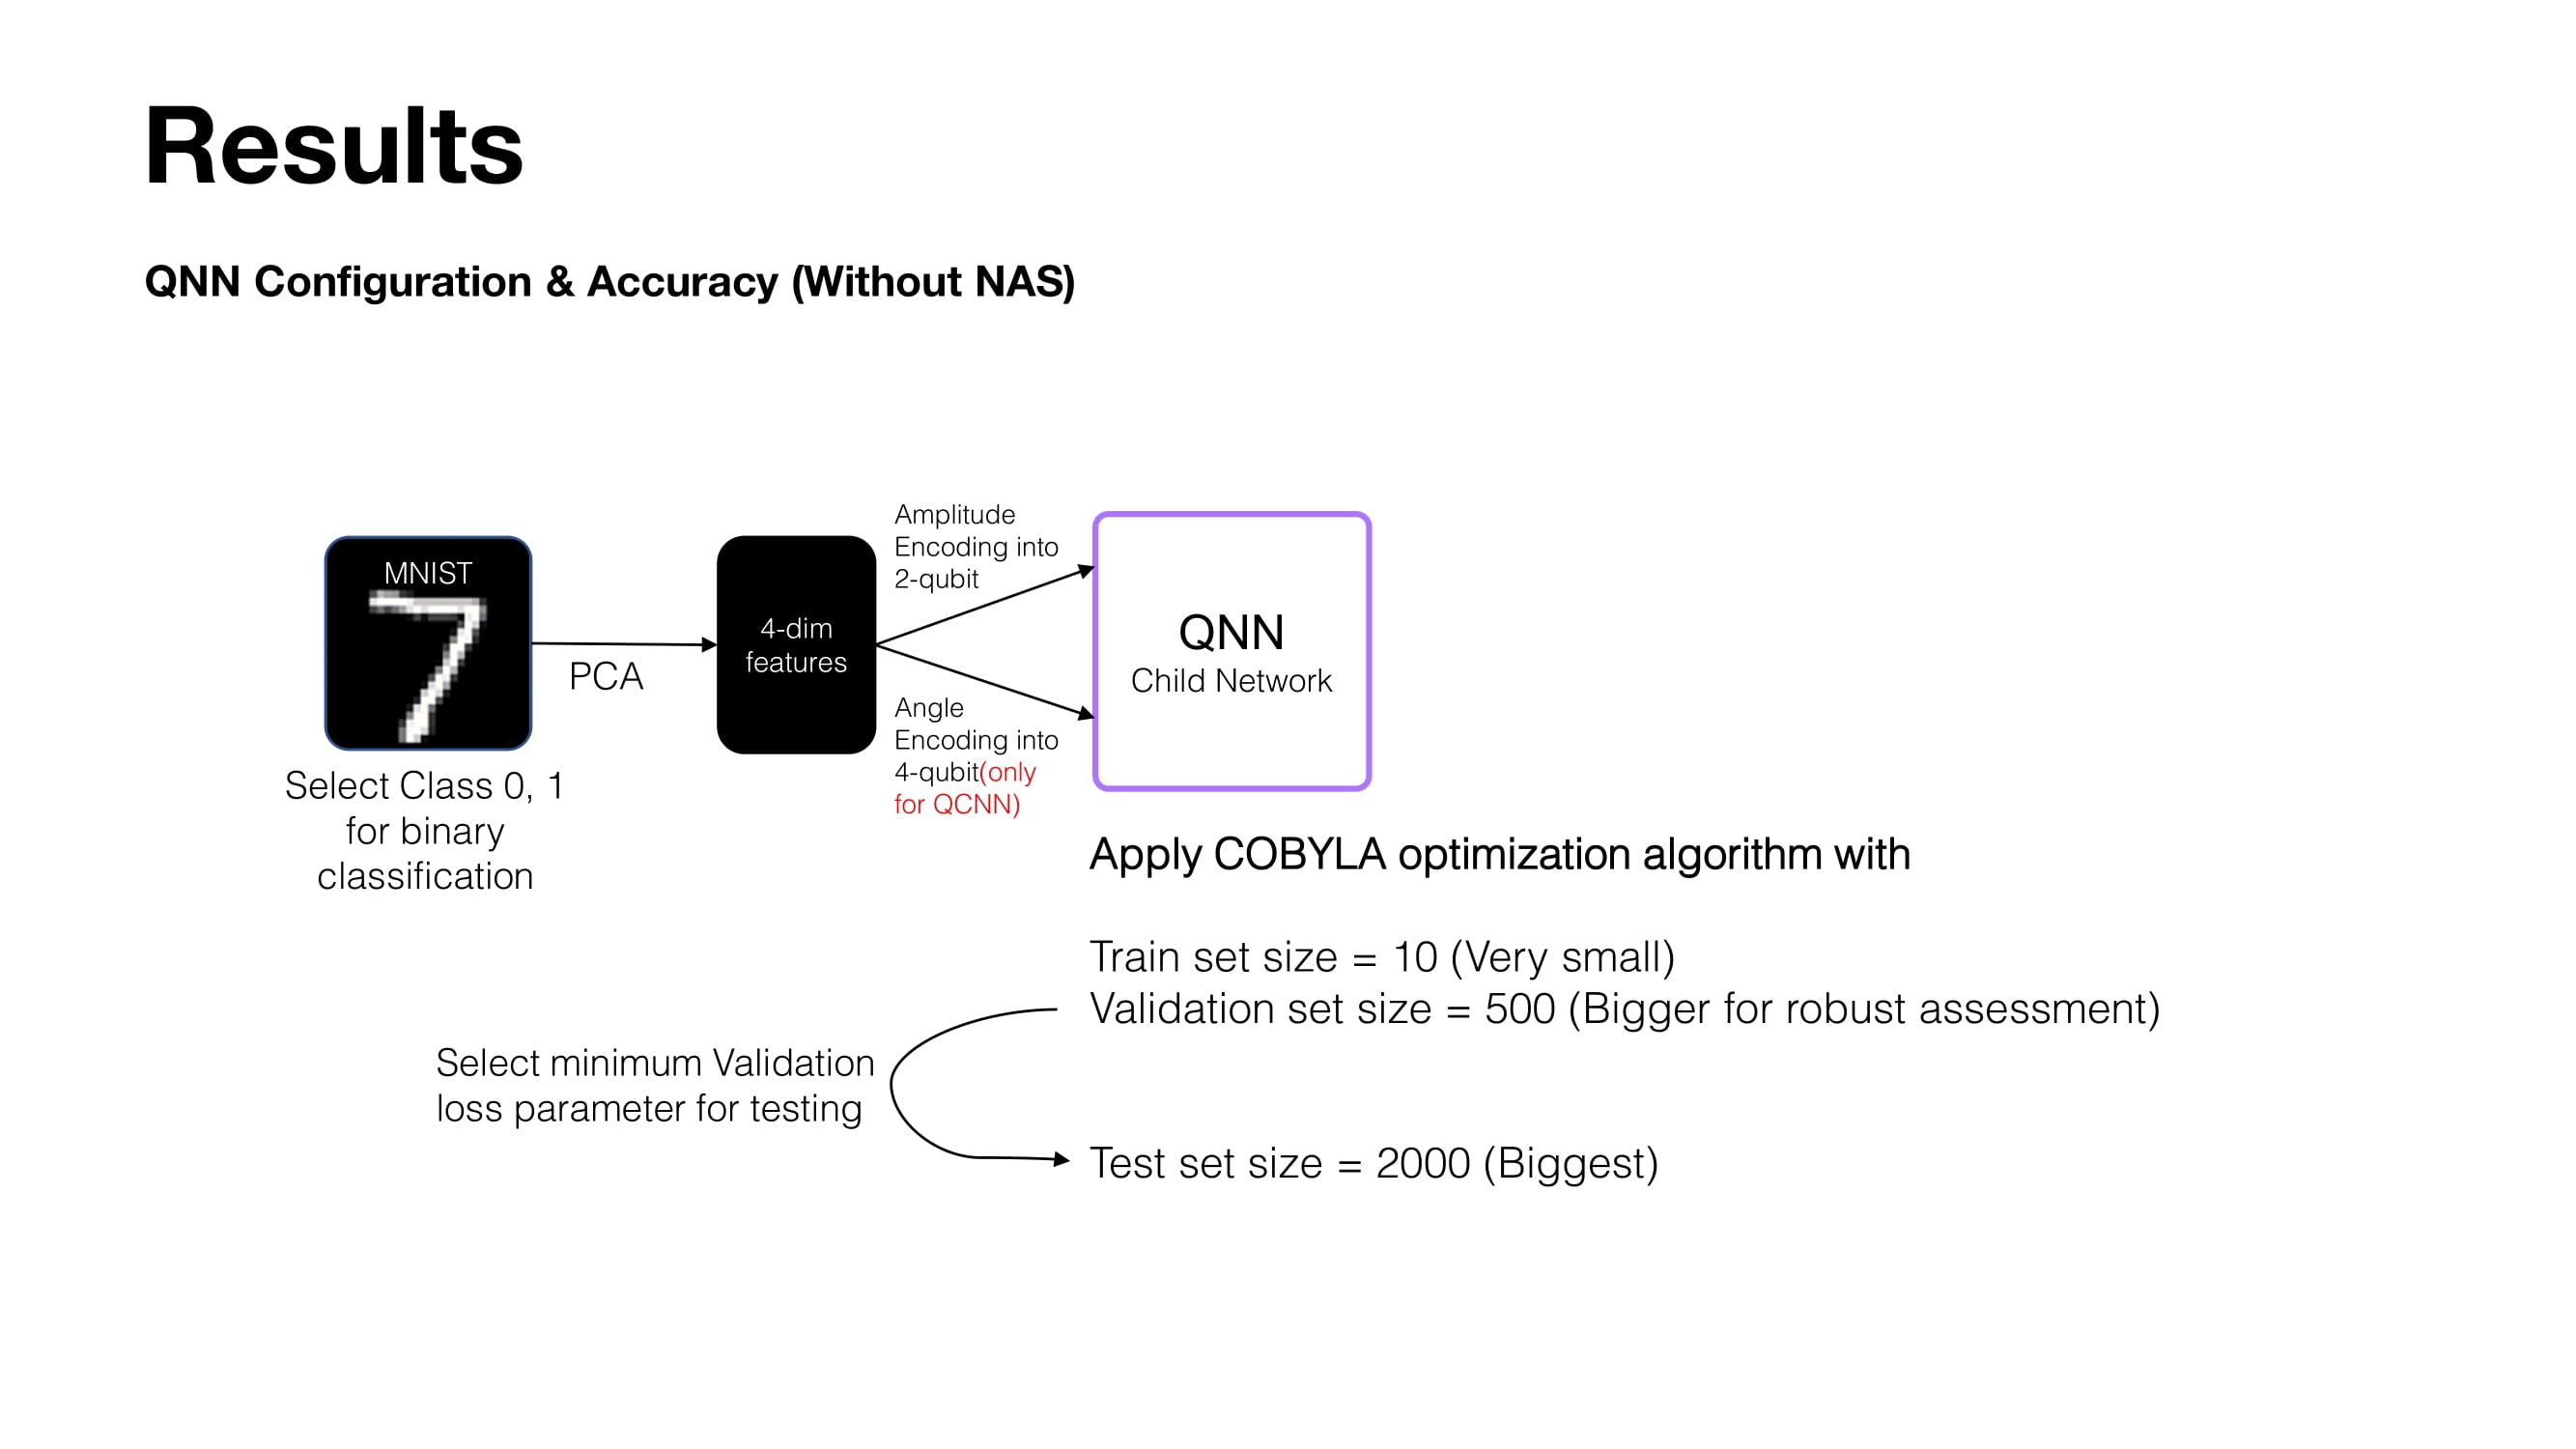 Results
QNN Configuration & Accuracy (Without NAS)
MNIST
Select Class 0, 1
for binary
classification
PCA
4-dim
features
Amplitude
Encoding into
2-qubit
Angle
Encoding into
4-qubit(only
for QCNN)
QNN
Child Network
Apply COBYLA optimization algorithm with
Train set size = 10 (Very small)
Validation set size = 500 (Bigger for robust assessment)
Select minimum Validation
loss parameter for testing
Test set size = 2000 (Biggest)